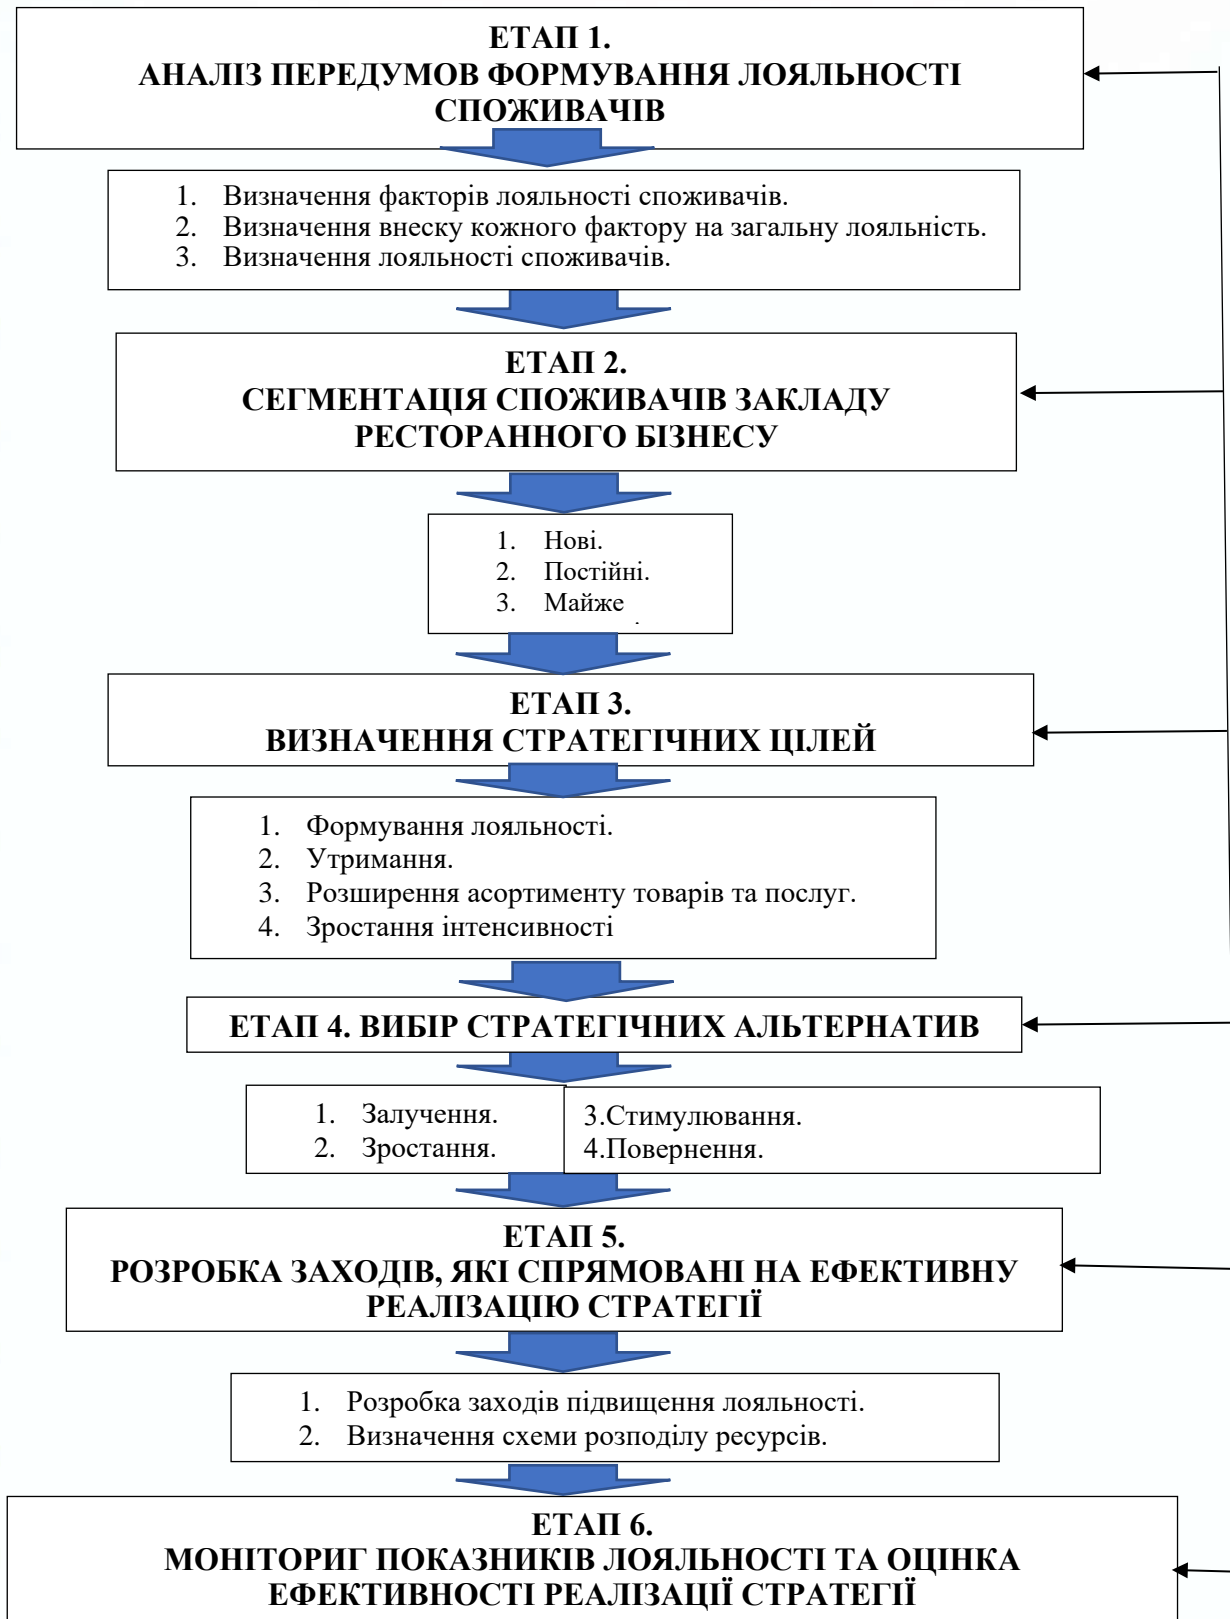 ЕТАП 1.
АНАЛІЗ ПЕРЕДУМОВ ФОРМУВАННЯ ЛОЯЛЬНОСТІ
СПОЖИВАЧІВ
1. Визначення факторів лояльності споживачів.
2. Визначення внеску кожного фактору на загальну лояльність.
3. Визначення лояльності споживачів.
ЕТАП 2.
СЕГМЕНТАЦІЯ СПОЖИВАЧІВ ЗАКЛАДУ
РЕСТОРАННОГО БІЗНЕСУ
1. Нові.
2. Постійні.
3. Майже
ЕТАП 3.
ВИЗНАЧЕННЯ СТРАТЕГІЧНИХ ЦІЛЕЙ
1. Формування лояльності.
2. Утримання.
3. Розширення асортименту товарів та послуг.
4. Зростання інтенсивності
ЕТАП 4. ВИБІР СТРАТЕГІЧНИХ АЛЬТЕРНАТИВ
1. Залучення.
2. Зростання.
3.Стимулювання.
4.Повернення.
ЕТАП 5.
РОЗРОБКА ЗАХОДІВ, ЯКІ СПРЯМОВАНІ НА ЕФЕКТИВНУ
РЕАЛІЗАЦІЮ СТРАТЕГІЇ
1. Розробка заходів підвищення лояльності.
2. Визначення схеми розподілу ресурсів.
ЕТАП 6.
МОНІТОРИГ ПОКАЗНИКІВ ЛОЯЛЬНОСТІ ТА ОЦІНКА
ЕФЕКТИВНОСТІ РЕАЛІЗАЦІЇ СТРАТЕГІЇ